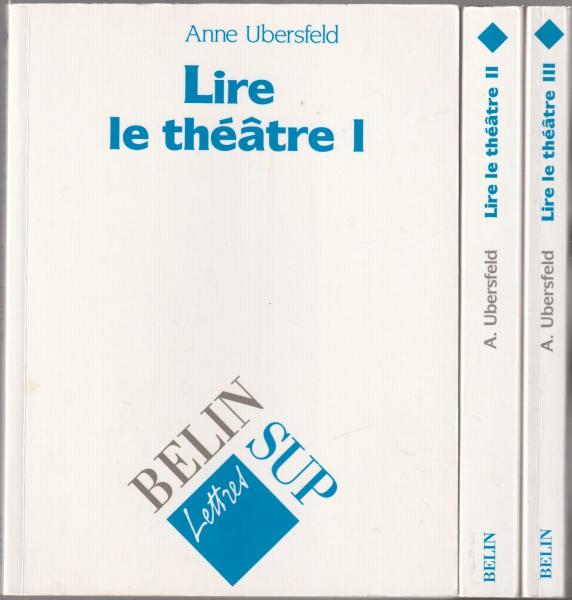 Anne Ubersfeld
Lire
le théâtre I
BELIN
SUP
Lettres
A. Ubersfeld Lire le théâtre II
BELIN
A. Ubersfeld Lire le théâtre III
BELIN